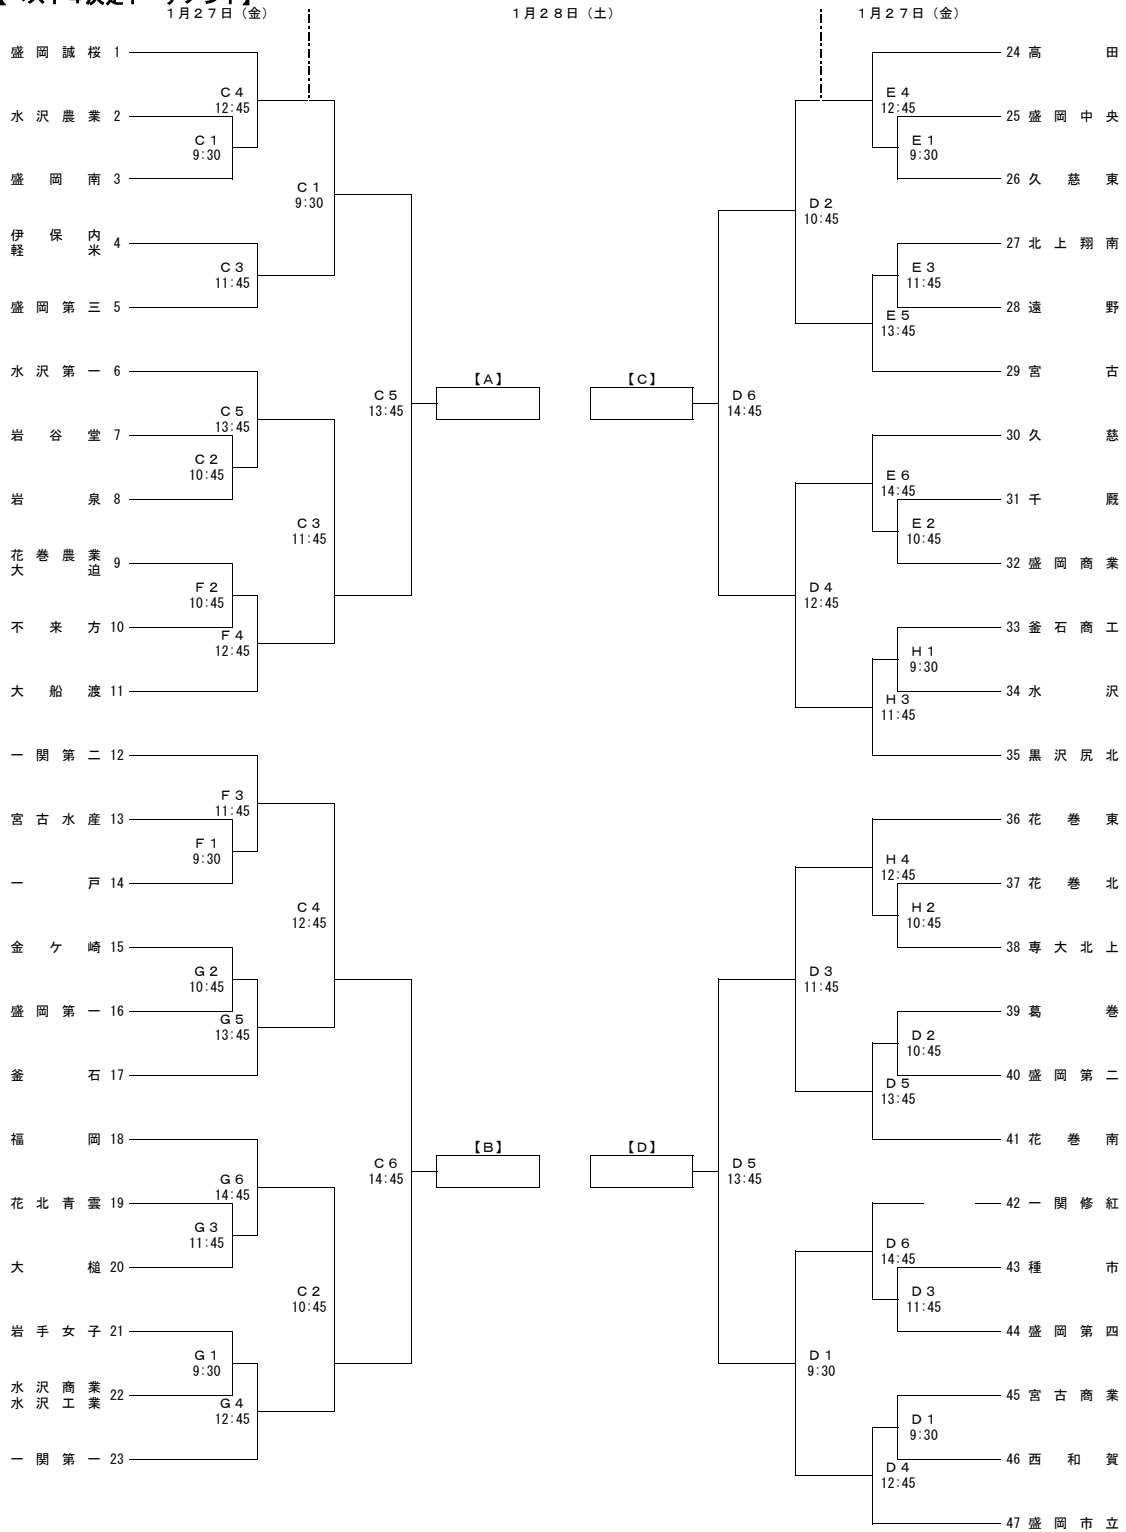 1月27日（金）
1月28日（土）
1月27日（金）
盛岡誠桜 1
C4
12:45
水沢農業 2
C1
9:30
盛岡南 3
C1
9:30
伊保内
軽米 4
C3
11:45
盛岡第三 5
水沢第一 6
C5
13:45
【A】
C5
13:45
岩谷堂 7
C2
10:45
岩泉 8
C3
11:45
花巻農業
大迫 9
F2
10:45
不来方 10
F4
12:45
大船渡 11
一関第二 12
F3
11:45
宮古水産 13
F1
9:30
一戸 14
C4
12:45
金ケ崎 15
G2
10:45
盛岡第一 16
G5
13:45
釜石 17
福岡 18
【B】
C6
14:45
G6
14:45
花北青雲 19
G3
11:45
大槌 20
C2
10:45
岩手女子 21
G1
9:30
水沢商業
水沢工業 22
G4
12:45
一関第一 23
24 高田
E4
12:45
25 盛岡中央
E1
9:30
26 久慈東
D2
10:45
27 北上翔南
E3
11:45
28 遠野
E5
13:45
29 宮古
【C】
D6
14:45
30 久慈
E6
14:45
31 千厩
E2
10:45
32 盛岡商業
D4
12:45
33 釜石商工
H1
9:30
34 水沢
H3
11:45
35 黒沢尻北
36 花巻東
H4
12:45
37 花巻北
H2
10:45
38 専大北上
D3
11:45
39 葛巻
D2
10:45
40 盛岡第二
D5
13:45
41 花巻南
【D】
D5
13:45
42 一関修紅
D6
14:45
43 種市
D3
11:45
44 盛岡第四
D1
9:30
45 宮古商業
D1
9:30
46 西和賀
D4
12:45
47 盛岡市立